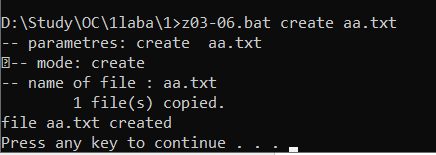 D:\Study\OC\1laba\1>z03-06.bat create aa.txt
-- parametres: create  aa.txt
-- mode: create
-- name of file : aa.txt
        1 file(s) copied.
file aa.txt created
Press any key to continue . . .